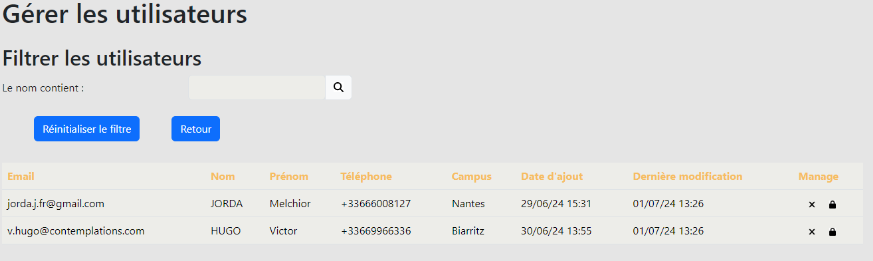 Gérer les utilisateurs
Filtrer les utilisateurs
Le nom contient :
Réinitialiser le filtre Retour
Email Nom Prénom Téléphone Campus Date d'ajout Dernière modification Manage
jorda.j.fr@gmail.com JORDA Melchior +33666008127 Nantes 29/06/24 15:31 01/07/24 13:26
v.hugo@contemplations.com HUGO Victor +33669966336 Biarritz 30/06/24 13:55 01/07/24 13:26